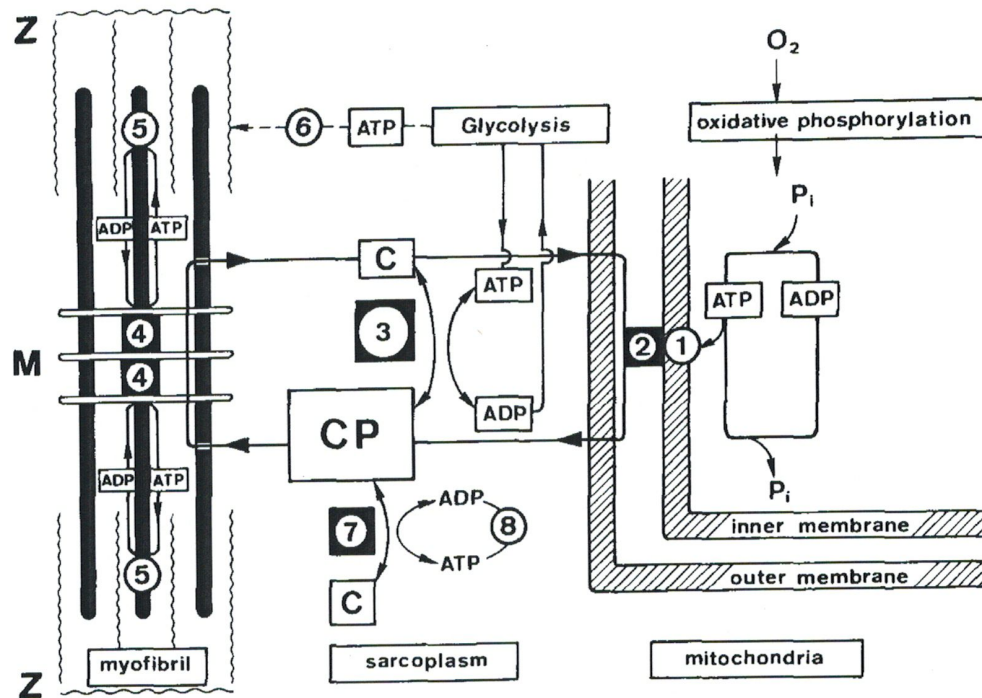 Z
O₂
oxidative phosphorylation
5
6
ATP
Glycolysis
Pi
ADP
ATP
C
ATP
ATP
ADP
4
3
2
1
M
4
CP
ADP
ADP
ATP
Pi
7
ADP
8
ATP
inner membrane
5
C
outer membrane
myofibril
sarcoplasm
mitochondria
Z